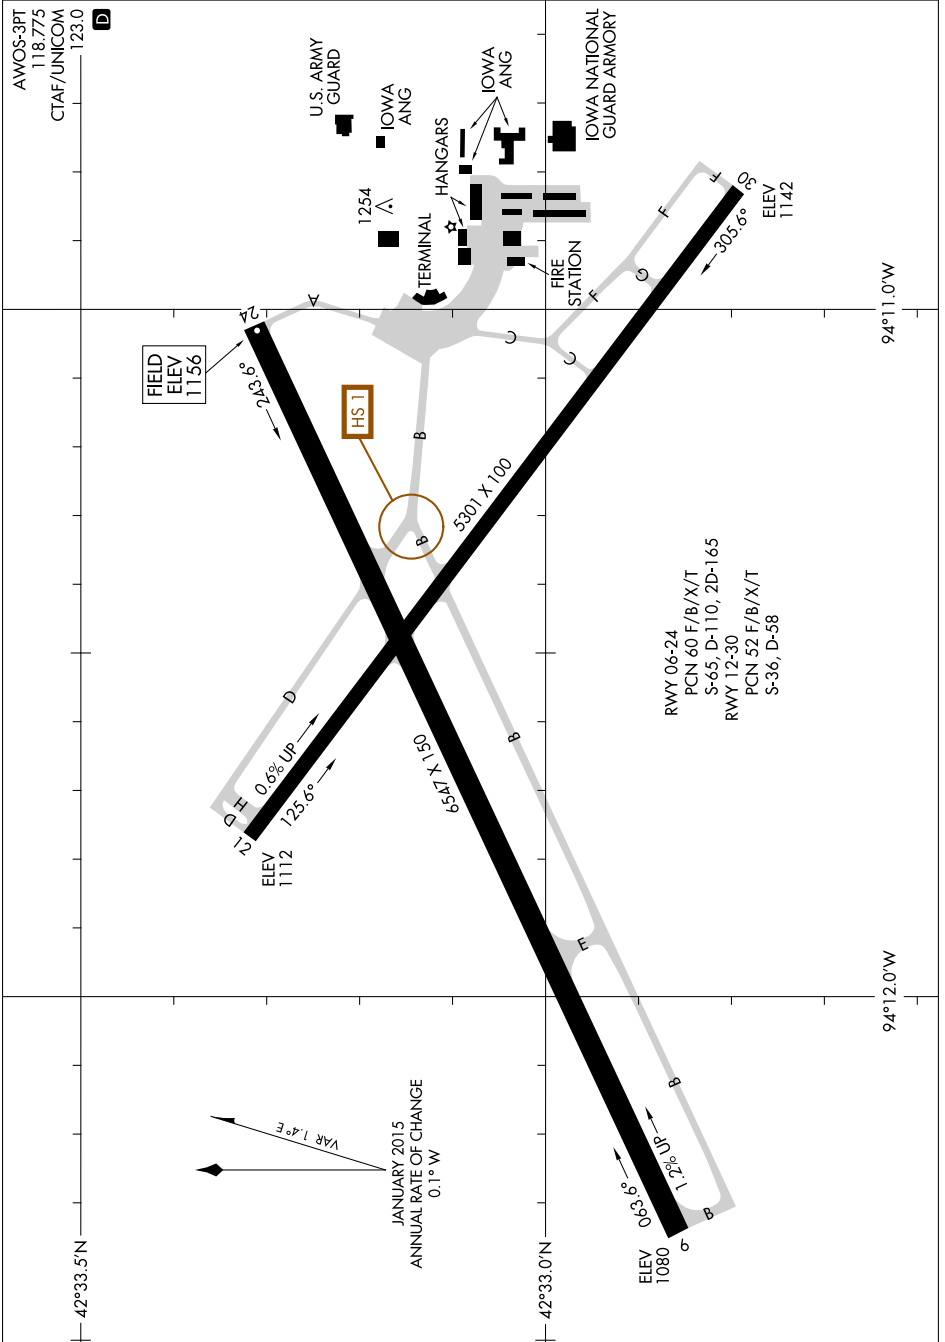 AWOS-3PT
118.775
CTAF/UNICOM
123.0
D
U.S. ARMY
GUARD
IOWA
ANG
IOWA
ANG
IOWA NATIONAL
GUARD ARMORY
1254
HANGARS
TERMINAL
FIRE
STATION
FIELD
ELEV
1156
24
243.6°
A
HS 1
B
B
C
C
F
F
F
G
30
ELEV
1142
305.6°
94°11.0'W
5301 X 100
D
0.6% UP
125.6°
D
H
12
ELEV
1112
6547 X 150
B
E
RWY 06-24
PCN 60 F/B/X/T
S-65, D-110, 2D-165
RWY 12-30
PCN 52 F/B/X/T
S-36, D-58
94°12.0'W
VAR 1.4° E
JANUARY 2015
ANNUAL RATE OF CHANGE
0.1° W
B
063.6°
1.2% UP
B
6
ELEV
1080
42°33.5'N
42°33.0'N